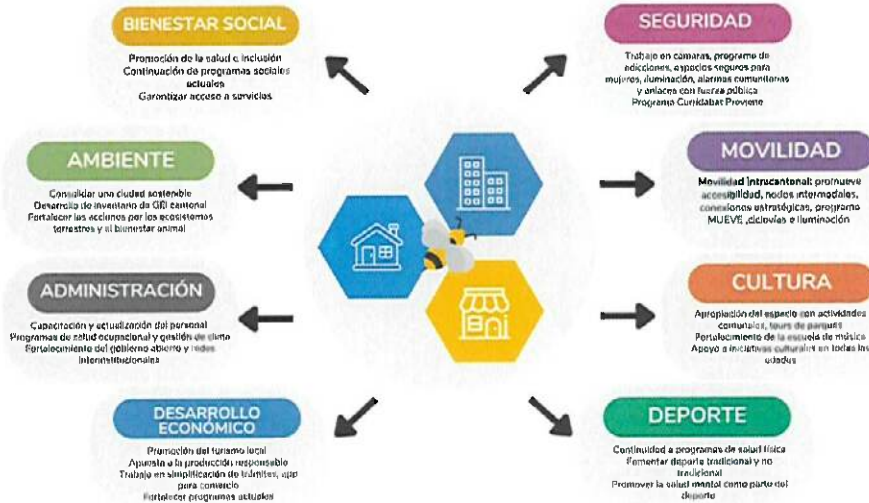 BIENESTAR SOCIAL
Promoción de la salud e inclusión
Continuación de programas sociales
actuales
Garantizar acceso a servicios
AMBIENTE
Consolidar una ciudad sostenible
Desarrollo de inventario de GEI cantonal
Fortalecer las acciones por los ecosistemas
terrestres y el bienestar animal
ADMINISTRACIÓN
Capacitación y actualización del personal
Programas de salud ocupacional y gestión de clima
Fortalecimiento del gobierno abierto y redes
interinstitucionales
DESARROLLO
ECONÓMICO
Promoción del turismo local
Apuesta a la producción responsable
Trabajo en simplificación de trámites, app
para comercio
Fortalecer programas actuales
SEGURIDAD
Trabajo en cámaras, programa de
adicciones, espacios seguros para
mujeres, iluminación, alarmas comunitarias
y enlaces con fuerza pública
Programa Curridabat Previene
MOVILIDAD
Movilidad intracantonal: promueve
accesibilidad, nodos intermodales,
conexiones estratégicas, programa
MUEVE ,ciclovías e iluminación
CULTURA
Apropiación del espacio con actividades
comunales, tours de parques
Fortalecimiento de la escuela de música
Apoyo a iniciativas culturales en todas las
edades
DEPORTE
Continuidad a programas de salud física
Fomentar deporte tradicional y no
tradicional
Promover la salud mental como parte del
deporte